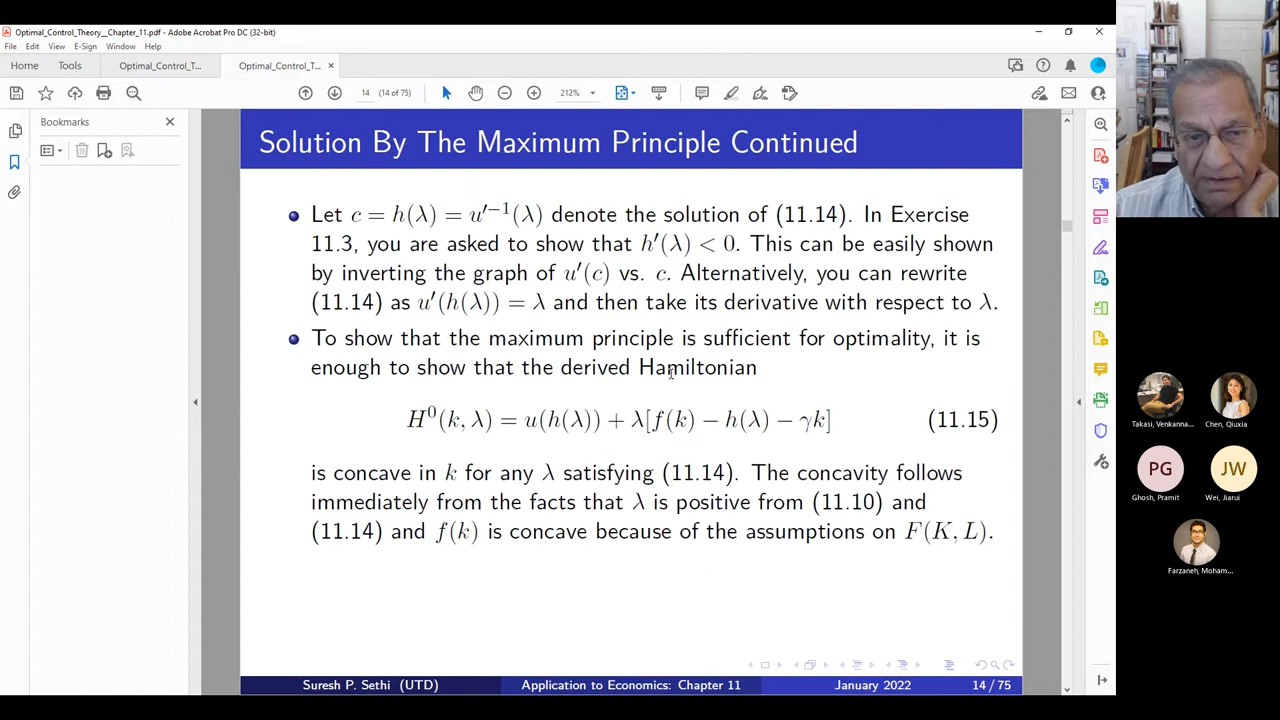 Optimal_Control_Theory__Chapter_11.pdf - Adobe Acrobat Pro DC (32-bit)
File Edit View E-Sign Window Help
Home Tools Optimal_Control_T... Optimal_Control_T... ×
14 (14 of 75) 212%
Bookmarks
Solution By The Maximum Principle Continued
Let c = h(λ) = u′⁻¹(λ) denote the solution of (11.14). In Exercise
11.3, you are asked to show that h′(λ) < 0. This can be easily shown
by inverting the graph of u′(c) vs. c. Alternatively, you can rewrite
(11.14) as u′(h(λ)) = λ and then take its derivative with respect to λ.
To show that the maximum principle is sufficient for optimality, it is
enough to show that the derived Hamiltonian
H⁰(k, λ) = u(h(λ)) + λ[f(k) − h(λ) − γk] (11.15)
is concave in k for any λ satisfying (11.14). The concavity follows
immediately from the facts that λ is positive from (11.10) and
(11.14) and f(k) is concave because of the assumptions on F(K, L).
Suresh P. Sethi (UTD) Application to Economics: Chapter 11 January 2022 14 / 75
Takasi, Venkanna... Chen, Qiuxia
PG JW
Ghosh, Pramit Wei, Jiarui
Farzaneh, Moham...